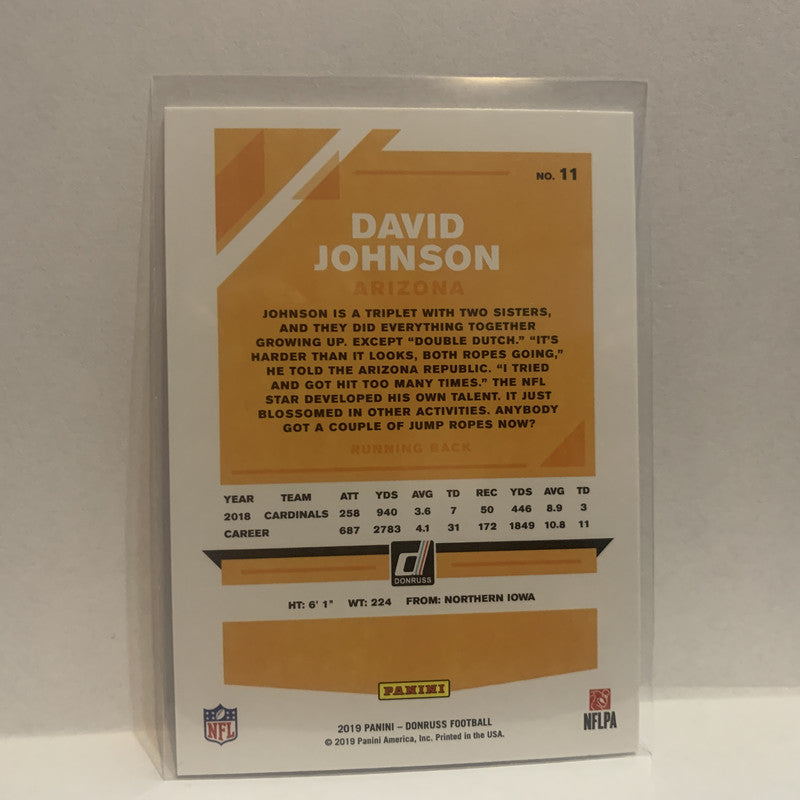 NO. 11
DAVID
JOHNSON
ARIZONA
JOHNSON IS A TRIPLET WITH TWO SISTERS,
AND THEY DID EVERYTHING TOGETHER
GROWING UP. EXCEPT “DOUBLE DUTCH.” “IT’S
HARDER THAN IT LOOKS, BOTH ROPES GOING,”
HE TOLD THE ARIZONA REPUBLIC. “I TRIED
AND GOT HIT TOO MANY TIMES.” THE NFL
STAR DEVELOPED HIS OWN TALENT. IT JUST
BLOSSOMED IN OTHER ACTIVITIES. ANYBODY
GOT A COUPLE OF JUMP ROPES NOW?
RUNNING BACK
YEAR TEAM ATT YDS AVG TD REC YDS AVG TD
2018 CARDINALS 258 940 3.6 7 50 446 8.9 3
CAREER 687 2783 4.1 31 172 1849 10.8 11
d
DONRUSS
HT: 6' 1" WT: 224 FROM: NORTHERN IOWA
PANINI
NFL
NFLPA
2019 PANINI – DONRUSS FOOTBALL
© 2019 Panini America, Inc. Printed in the USA.